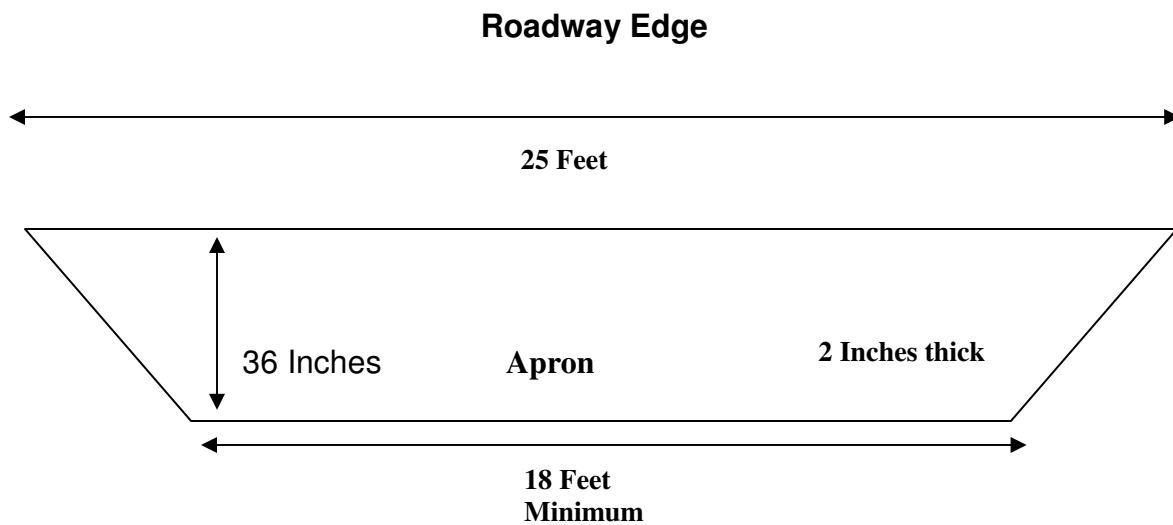 Roadway Edge
25 Feet
2 Inches thick
36 Inches
Apron
18 Feet
Minimum